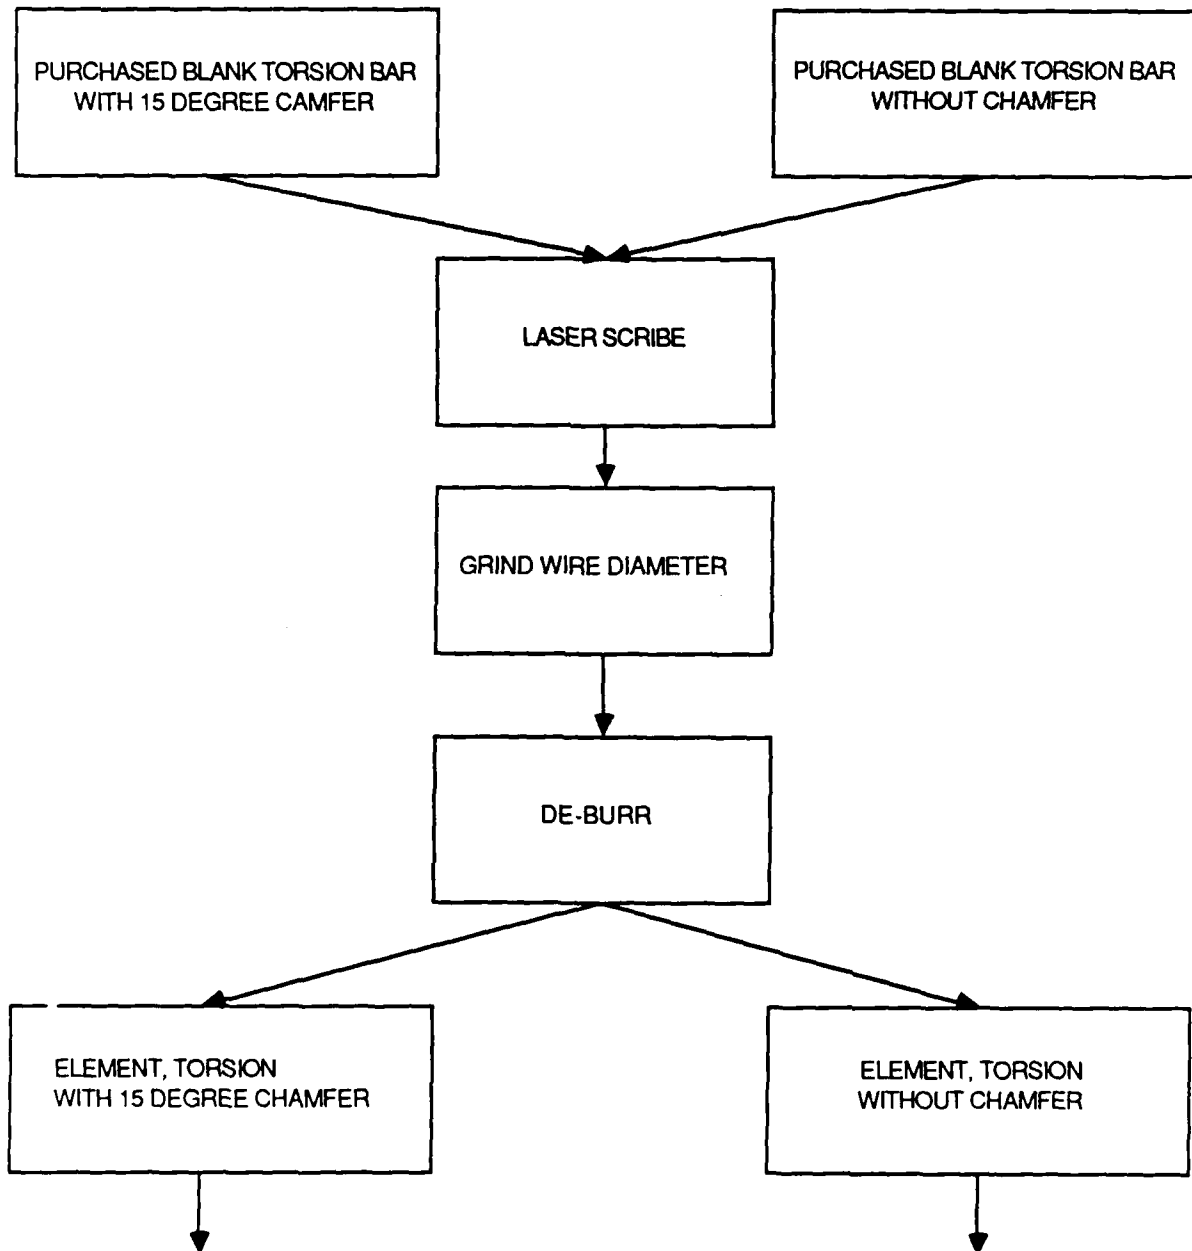 PURCHASED BLANK TORSION BAR
WITH 15 DEGREE CAMFER
PURCHASED BLANK TORSION BAR
WITHOUT CHAMFER
LASER SCRIBE
GRIND WIRE DIAMETER
DE-BURR
ELEMENT, TORSION
WITH 15 DEGREE CHAMFER
ELEMENT, TORSION
WITHOUT CHAMFER